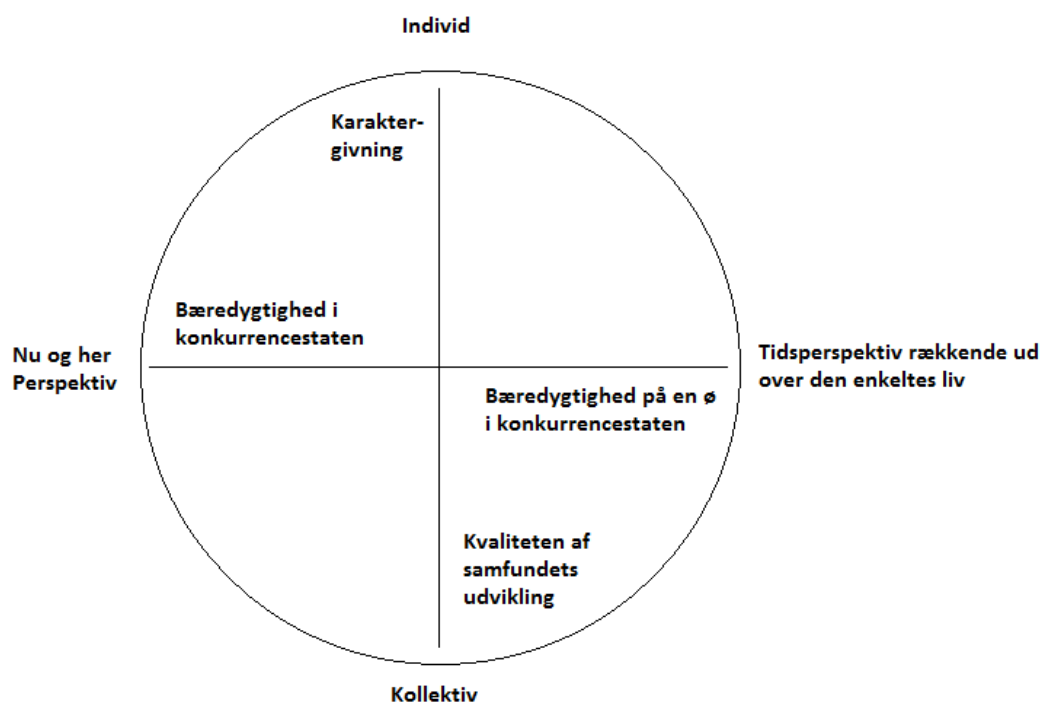 Individ
Karakter-
givning
Bæredygtighed i
konkurrencestaten
Nu og her
Perspektiv
Tidsperspektiv rækkende ud
over den enkeltes liv
Bæredygtighed på en ø
i konkurrencestaten
Kvaliteten af
samfundets
udvikling
Kollektiv